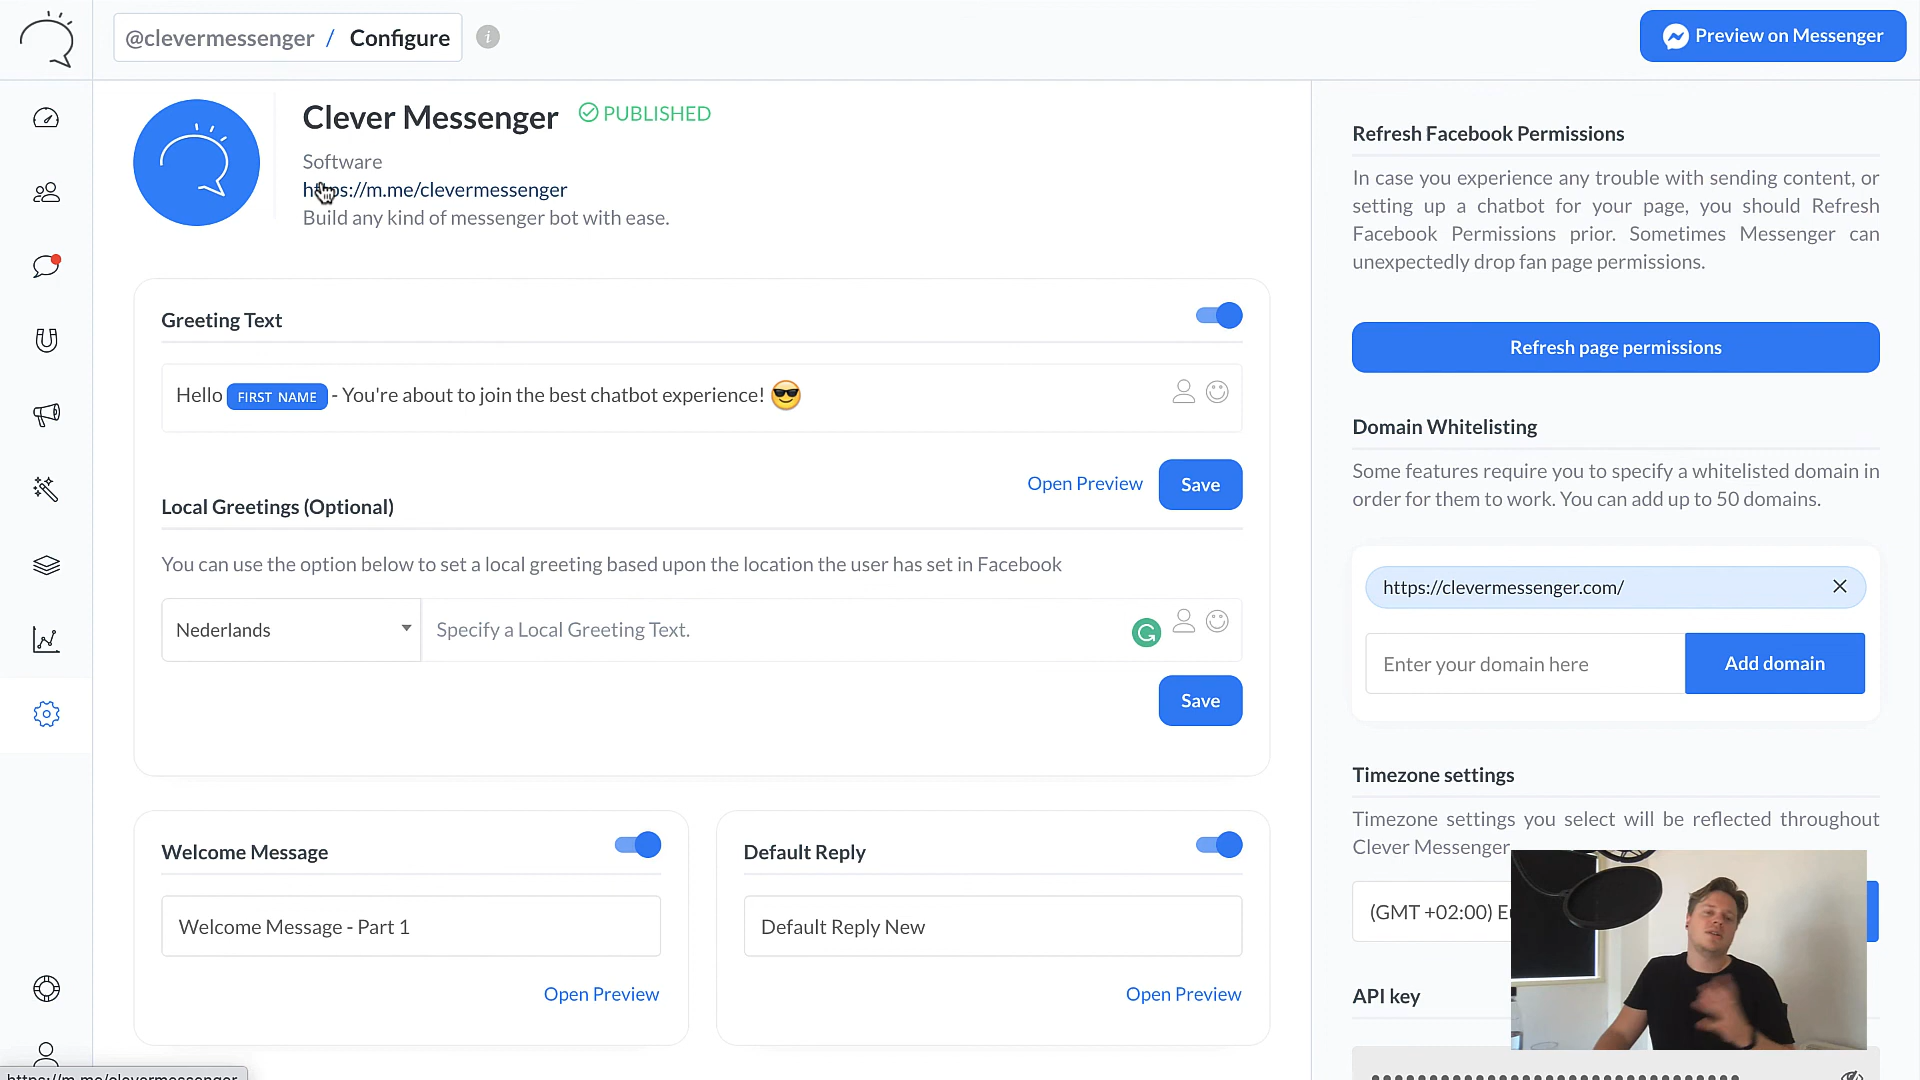 @clevermessenger / Configure
i
Preview on Messenger
Clever Messenger
PUBLISHED
Software
https://m.me/clevermessenger
Build any kind of messenger bot with ease.
Greeting Text
Hello FIRST NAME - You're about to join the best chatbot experience! 😎
Open Preview
Save
Local Greetings (Optional)
You can use the option below to set a local greeting based upon the location the user has set in Facebook
Nederlands
Specify a Local Greeting Text.
Save
Welcome Message
Welcome Message - Part 1
Open Preview
Default Reply
Default Reply New
Open Preview
Refresh Facebook Permissions
In case you experience any trouble with sending content, or
setting up a chatbot for your page, you should Refresh
Facebook Permissions prior. Sometimes Messenger can
unexpectedly drop fan page permissions.
Refresh page permissions
Domain Whitelisting
Some features require you to specify a whitelisted domain in
order for them to work. You can add up to 50 domains.
https://clevermessenger.com/
Enter your domain here
Add domain
Timezone settings
Timezone settings you select will be reflected throughout
Clever Messenger
(GMT +02:00)
API key
https://m.me/clevermessenger